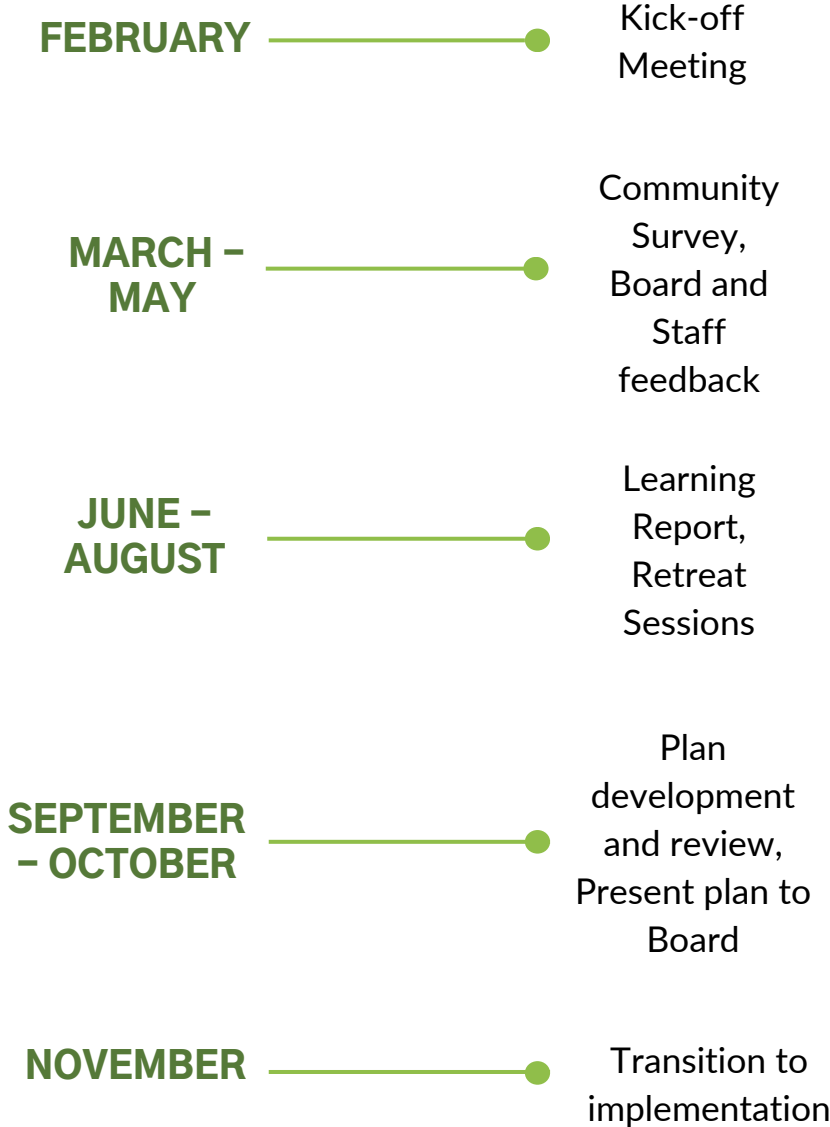 FEBRUARY
Kick-off
Meeting
MARCH –
MAY
Community
Survey,
Board and
Staff
feedback
JUNE –
AUGUST
Learning
Report,
Retreat
Sessions
SEPTEMBER
– OCTOBER
Plan
development
and review,
Present plan to
Board
NOVEMBER
Transition to
implementation